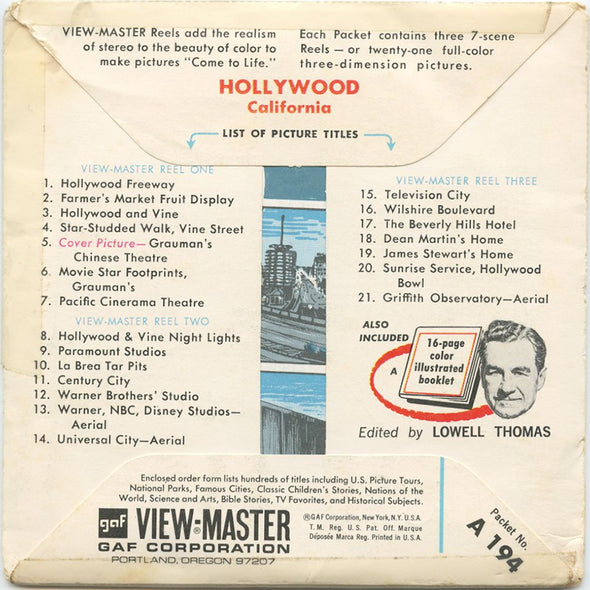 VIEW-MASTER Reels add the realism
of stereo to the beauty of color to
make pictures "Come to Life."
Each Packet contains three 7-scene
Reels — or twenty-one full-color
three-dimension pictures.
HOLLYWOOD
California
LIST OF PICTURE TITLES
VIEW-MASTER REEL ONE
1. Hollywood Freeway
2. Farmer's Market Fruit Display
3. Hollywood and Vine
4. Star-Studded Walk, Vine Street
5. Cover Picture— Grauman's
Chinese Theatre
6. Movie Star Footprints,
Grauman's
7. Pacific Cinerama Theatre
VIEW-MASTER REEL TWO
8. Hollywood & Vine Night Lights
9. Paramount Studios
10. La Brea Tar Pits
11. Century City
12. Warner Brothers' Studio
13. Warner, NBC, Disney Studios—
Aerial
14. Universal City—Aerial
VIEW-MASTER REEL THREE
15. Television City
16. Wilshire Boulevard
17. The Beverly Hills Hotel
18. Dean Martin's Home
19. James Stewart's Home
20. Sunrise Service, Hollywood
Bowl
21. Griffith Observatory—Aerial
ALSO
INCLUDED
A
16-page
color
illustrated
booklet
Edited by LOWELL THOMAS
Enclosed order form lists hundreds of titles including U.S. Picture Tours,
National Parks, Famous Cities, Classic Children's Stories, Nations of the
World, Science and Arts, Bible Stories, TV Favorites, and Historical Subjects.
gaf VIEW-MASTER
GAF CORPORATION
PORTLAND, OREGON 97207
®GAF Corporation, New York, N.Y. U.S.A.
T. M. Reg. U. S. Pat. Off. Marque
Déposée Marca Reg. Printed in U.S.A.
Packet No.
A 194